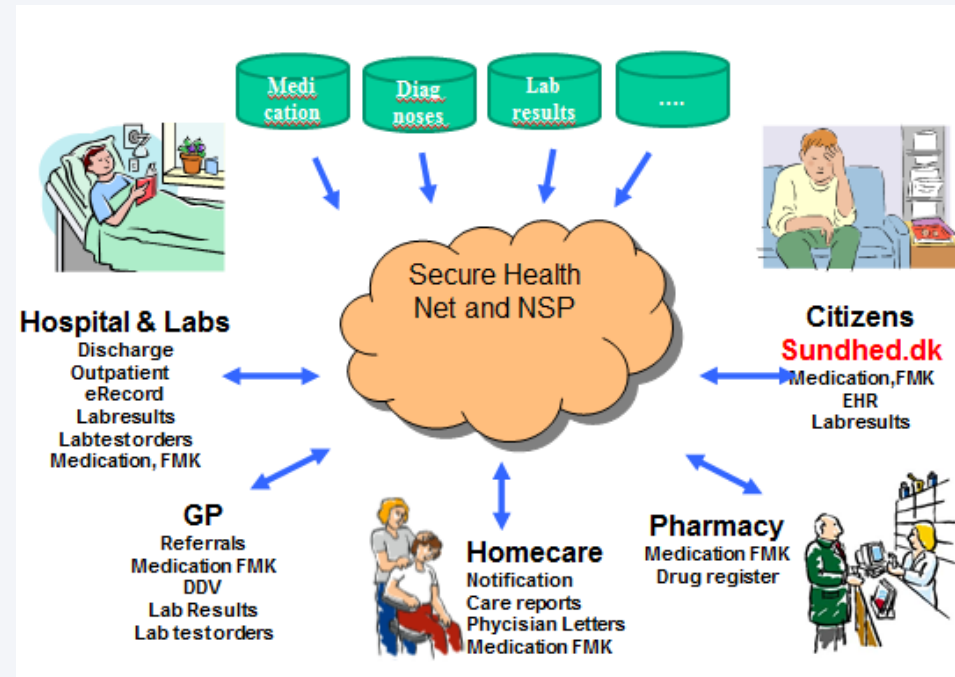 Medi
cation
Diag
noses
Lab
results
....
Secure Health
Net and NSP
Hospital & Labs
Discharge
Outpatient
eRecord
Labresults
Labtestorders
Medication, FMK
Citizens
Sundhed.dk
Medication,FMK
EHR
Labresults
GP
Referrals
Medication FMK
DDV
Lab Results
Lab testorders
Homecare
Notification
Care reports
Phycisian Letters
Medication FMK
Pharmacy
Medication FMK
Drug register